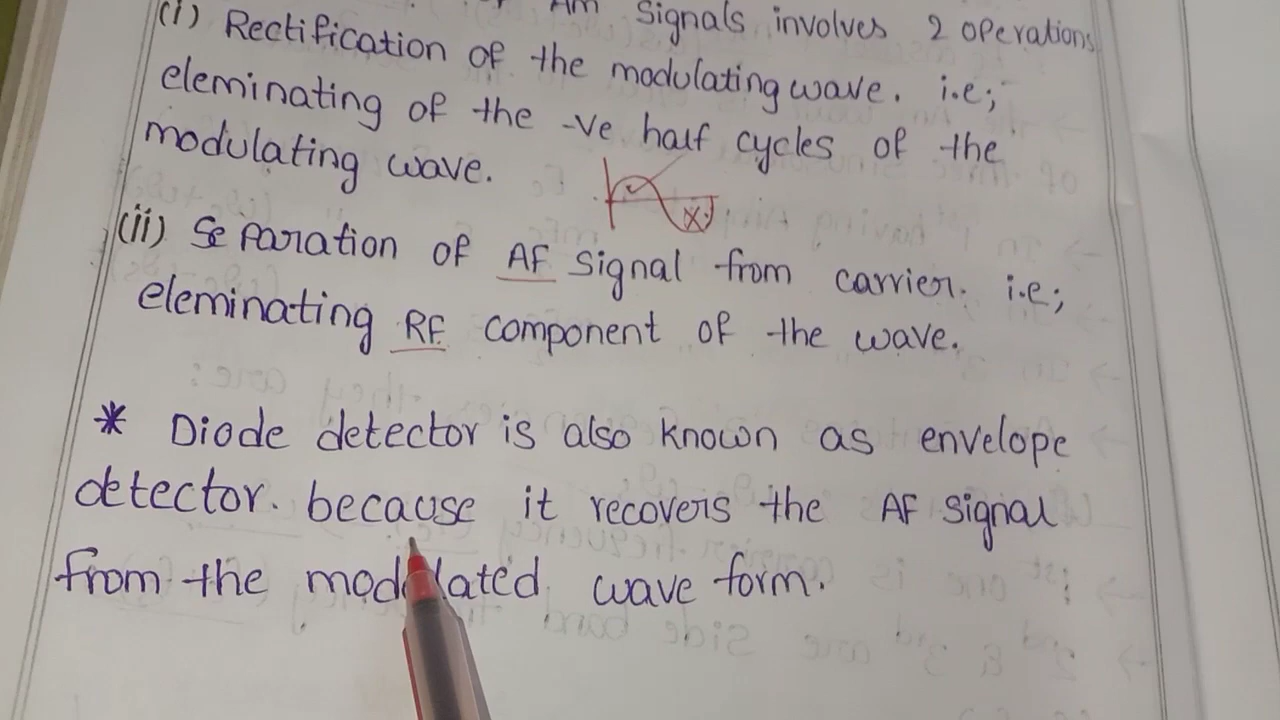 AM Signals involves 2 operations
(i) Rectification of the modulating wave. i.e;
eleminating of the -ve half cycles of the
modulating wave.
(ii) Separation of AF Signal from carrier. i.e;
eleminating RF component of the wave.
* Diode detector is also known as envelope
detector. because it recovers the AF Signal
from the modulated wave form.